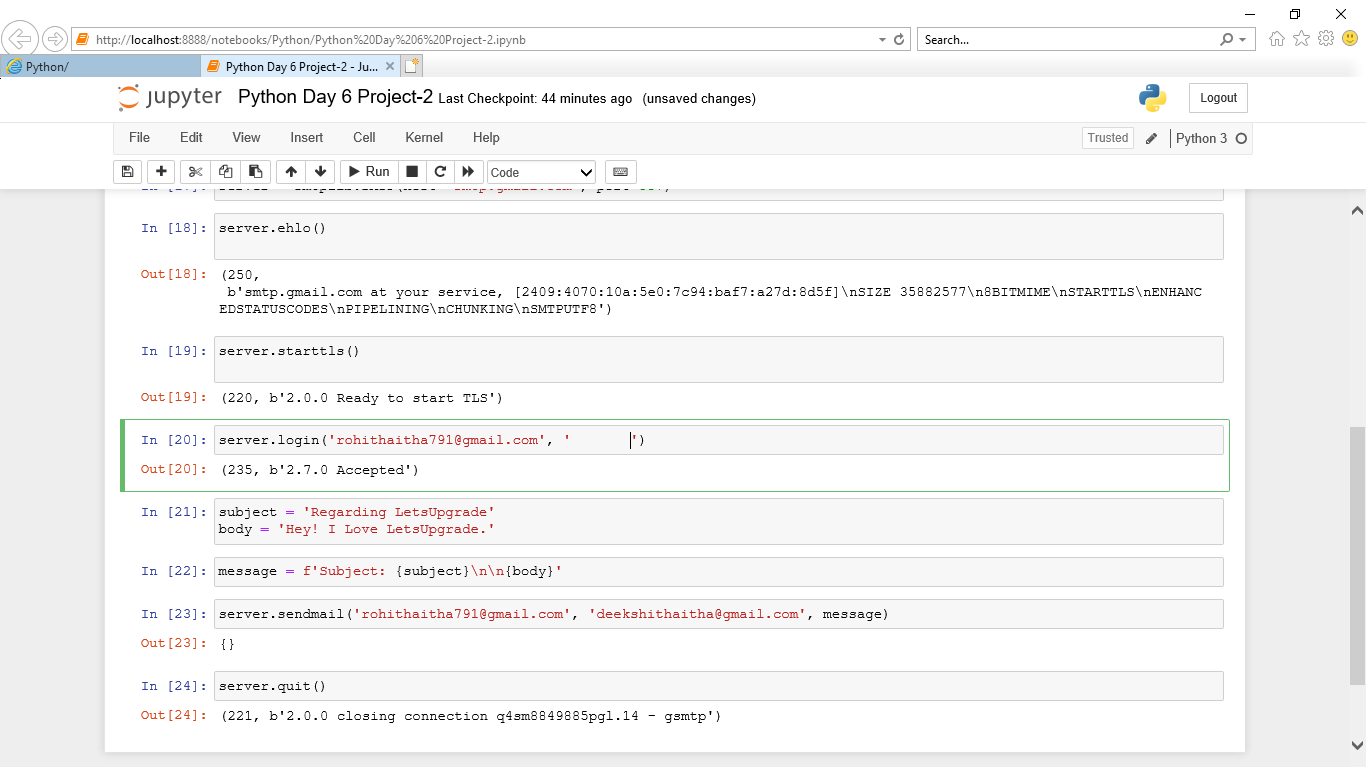 http://localhost:8888/notebooks/Python/Python%20Day%206%20Project-2.ipynb
Search...
Python/
Python Day 6 Project-2 - Ju...
jupyter Python Day 6 Project-2 Last Checkpoint: 44 minutes ago (unsaved changes)
Logout
File Edit View Insert Cell Kernel Help
Trusted Python 3
Run Code
In [18]: server.ehlo()
Out[18]: (250,
b'smtp.gmail.com at your service, [2409:4070:10a:5e0:7c94:baf7:a27d:8d5f]\nSIZE 35882577\n8BITMIME\nSTARTTLS\nENHANC
EDSTATUSCODES\nPIPELINING\nCHUNKING\nSMTPUTF8')
In [19]: server.starttls()
Out[19]: (220, b'2.0.0 Ready to start TLS')
In [20]: server.login('rohithaitha791@gmail.com', '       ')
Out[20]: (235, b'2.7.0 Accepted')
In [21]: subject = 'Regarding LetsUpgrade'
body = 'Hey! I Love LetsUpgrade.'
In [22]: message = f'Subject: {subject}\n\n{body}'
In [23]: server.sendmail('rohithaitha791@gmail.com', 'deekshithaitha@gmail.com', message)
Out[23]: {}
In [24]: server.quit()
Out[24]: (221, b'2.0.0 closing connection q4sm8849885pgl.14 - gsmtp')